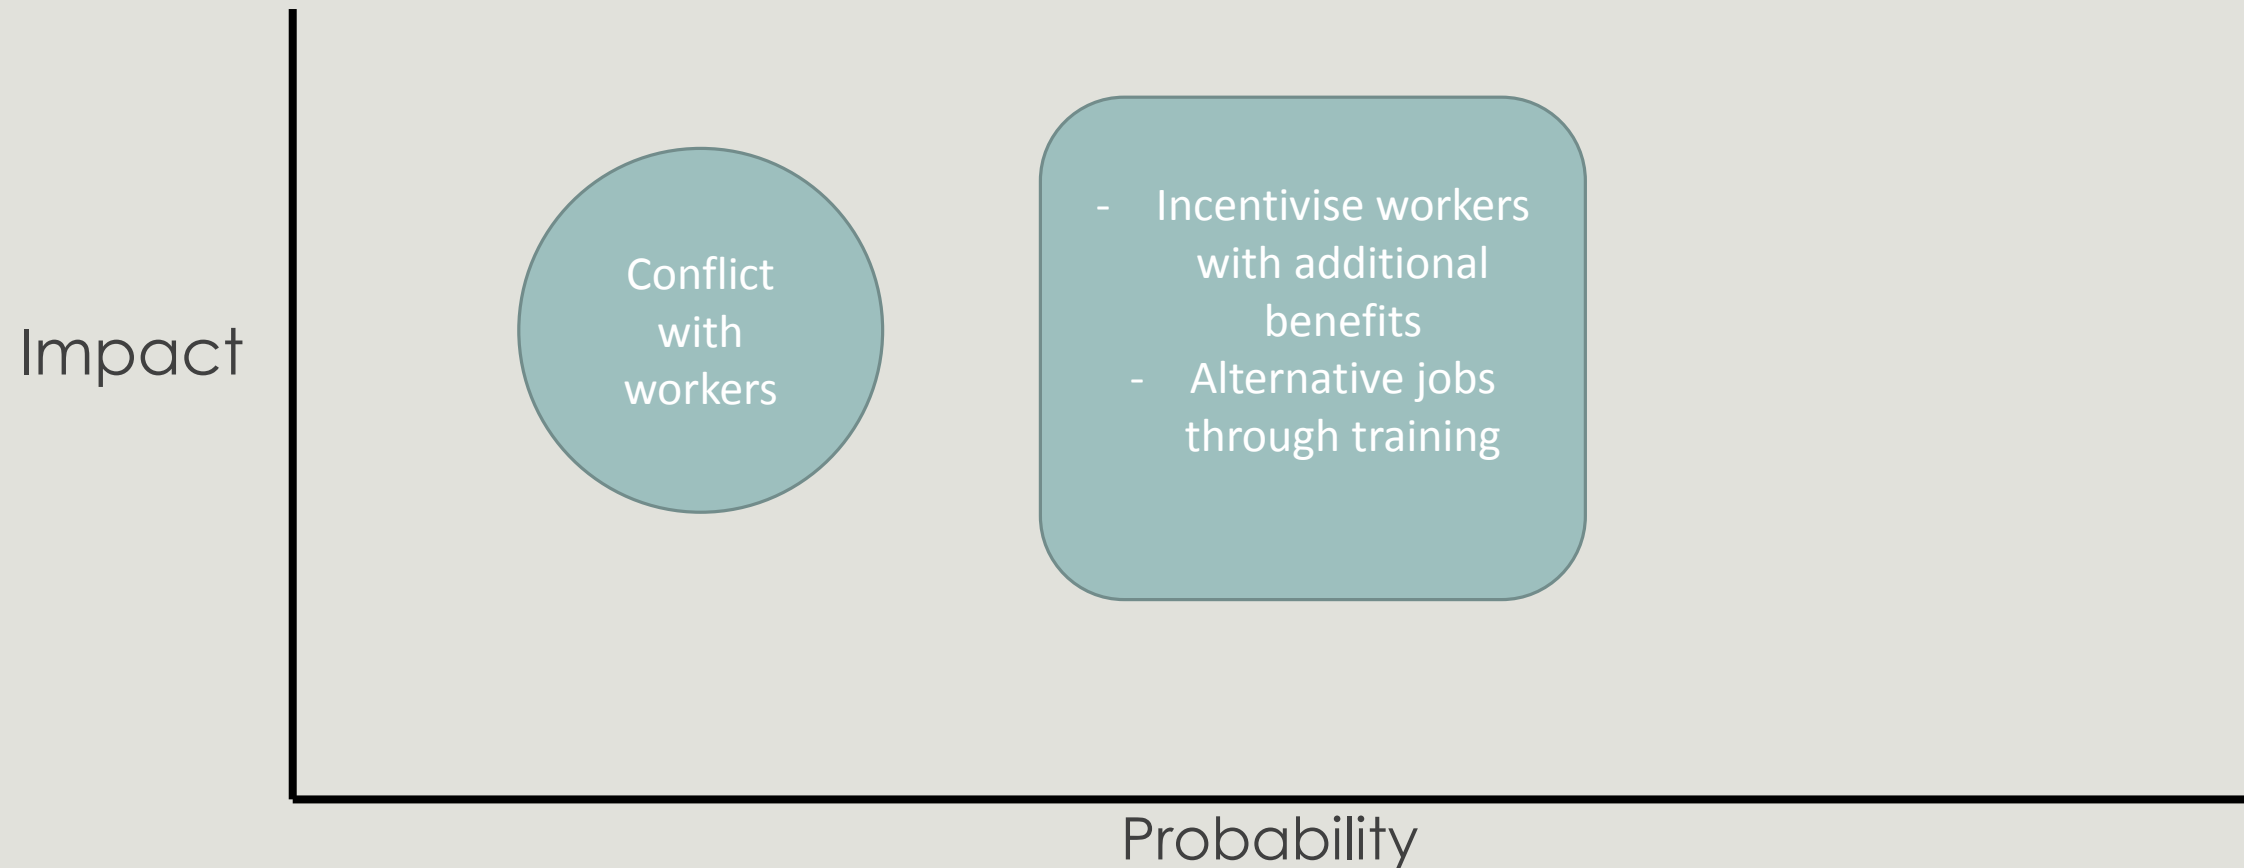 Impact
Conflict
with
workers
- Incentivise workers
with additional
benefits
- Alternative jobs
through training
Probability